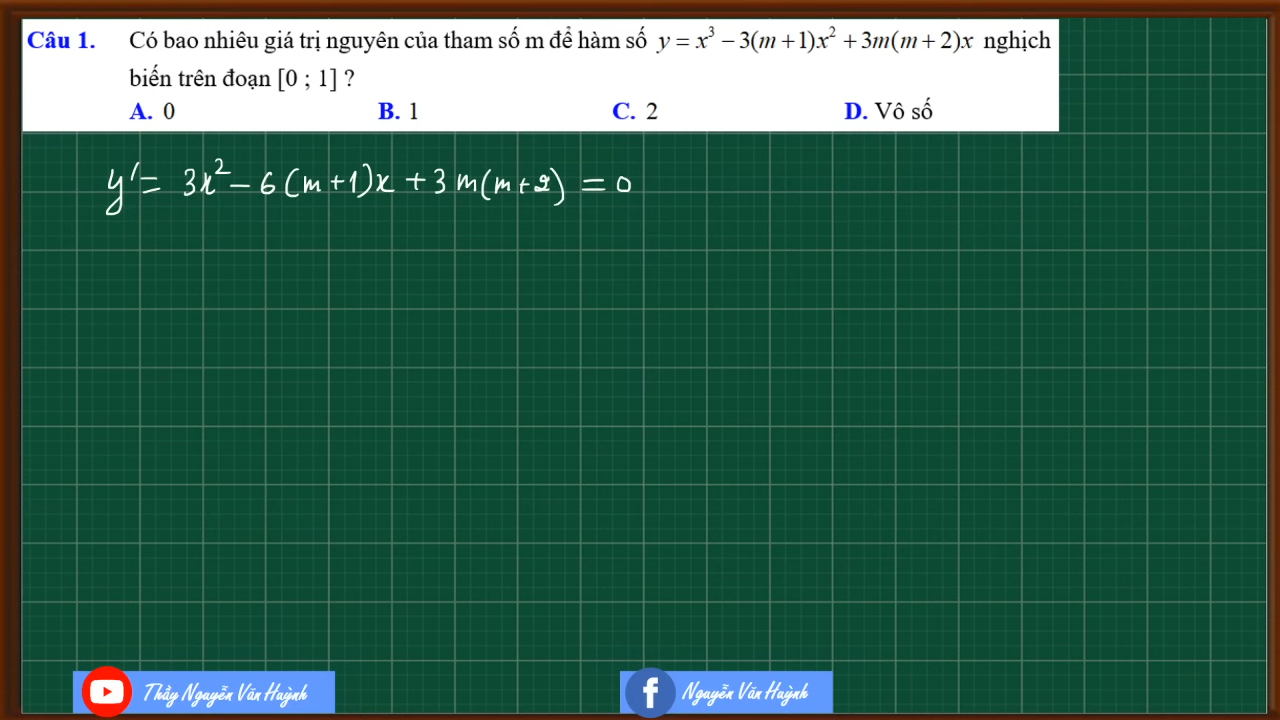 Câu 1. Có bao nhiêu giá trị nguyên của tham số m để hàm số y = x³ − 3(m + 1)x² + 3m(m + 2)x nghịch
biến trên đoạn [0 ; 1] ?
A. 0 B. 1 C. 2 D. Vô số
y' = 3x² − 6(m + 1)x + 3m(m + 2) = 0
Thầy Nguyễn Văn Huỳnh
Nguyễn Văn Huỳnh